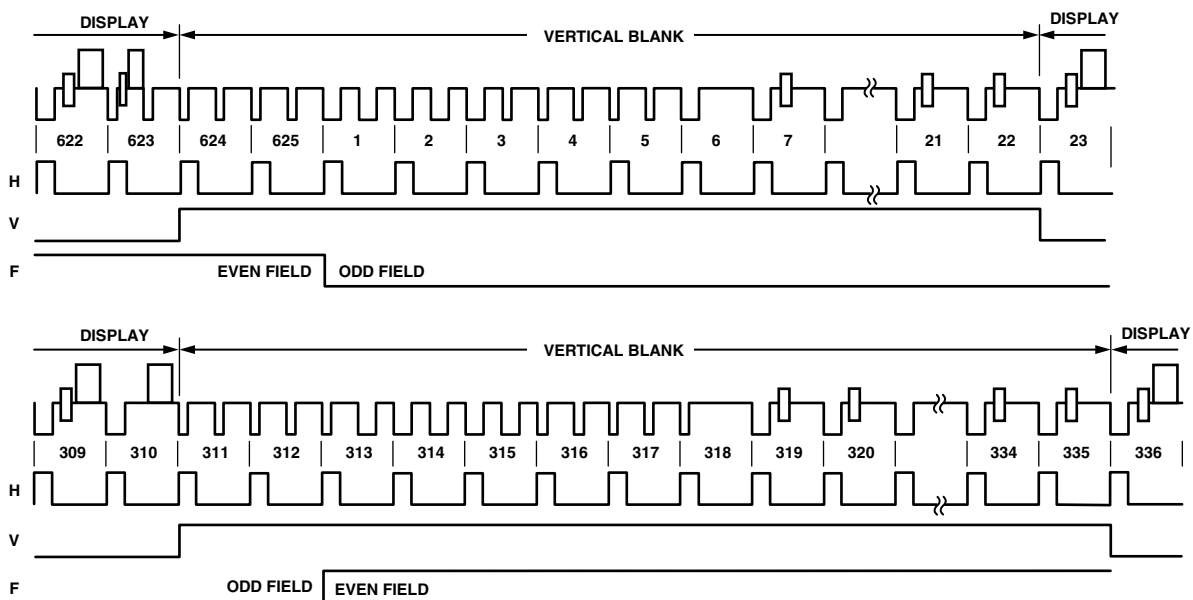 DISPLAY VERTICAL BLANK DISPLAY
622 623 624 625 1 2 3 4 5 6 7 21 22 23
H
V
F EVEN FIELD ODD FIELD
DISPLAY VERTICAL BLANK DISPLAY
309 310 311 312 313 314 315 316 317 318 319 320 334 335 336
H
V
F ODD FIELD EVEN FIELD